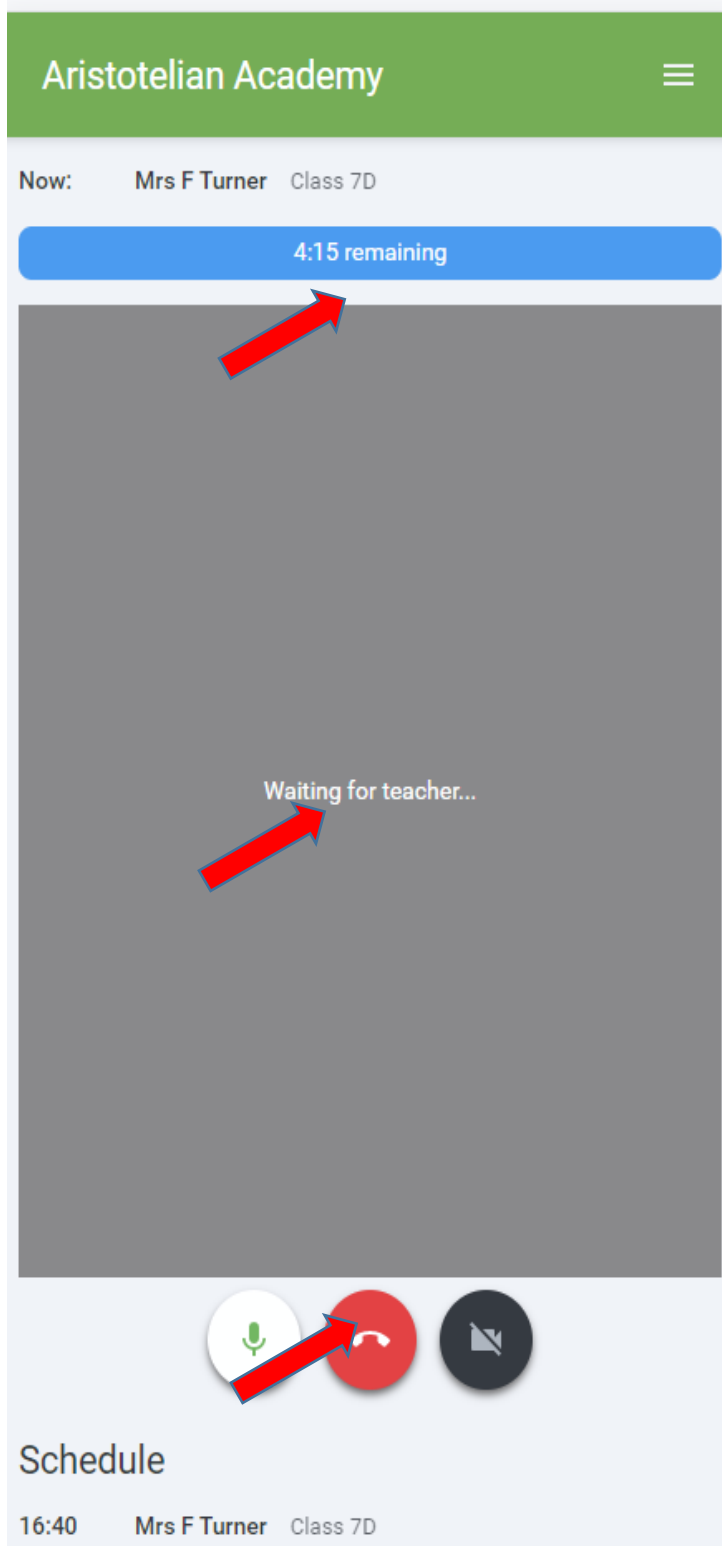 Aristotelian Academy
Now: Mrs F Turner Class 7D
4:15 remaining
Waiting for teacher...
Schedule
16:40 Mrs F Turner Class 7D